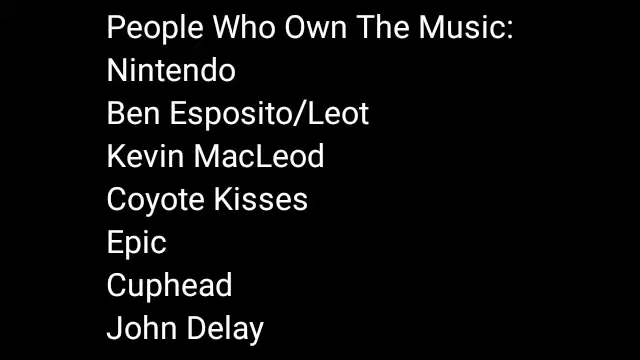 People Who Own The Music:
Nintendo
Ben Esposito/Leot
Kevin MacLeod
Coyote Kisses
Epic
Cuphead
John Delay